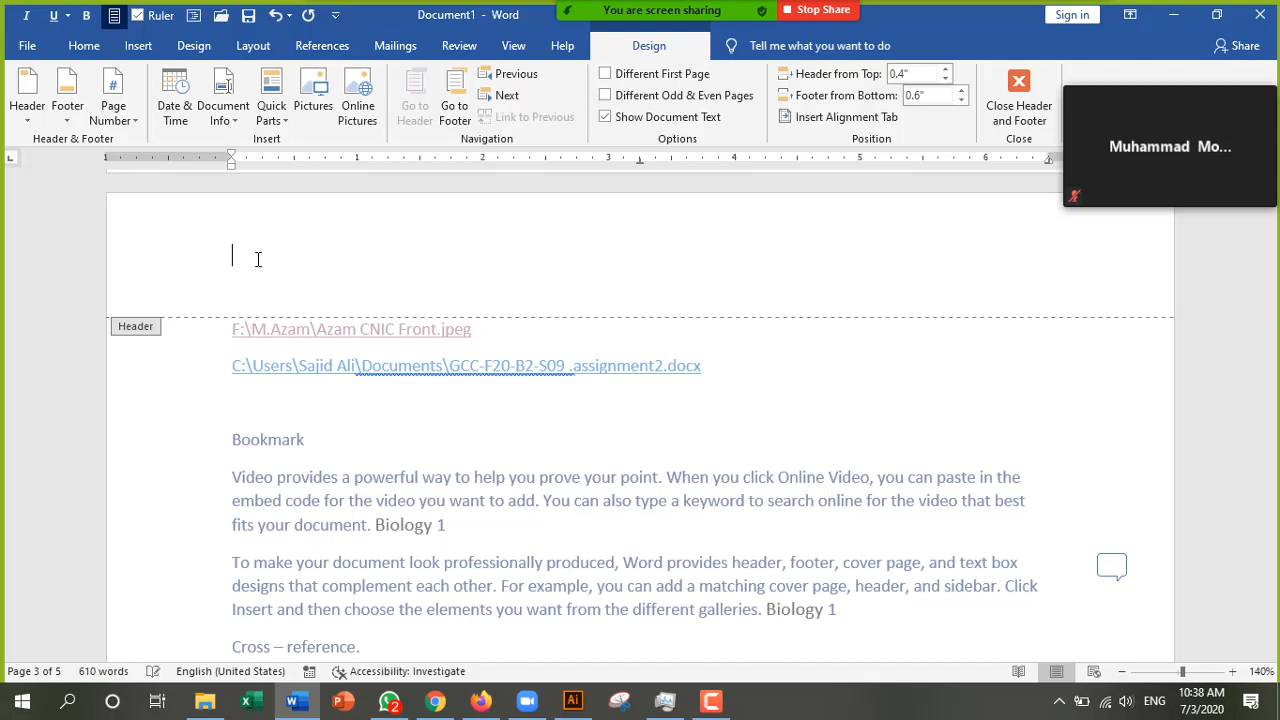 I U b Ruler Document1 - Word You are screen sharing Stop Share Sign in
File Home Insert Design Layout References Mailings Review View Help Design Tell me what you want to do Share
Header Footer Page Number Date & Time Document Info Quick Parts Pictures Online Pictures Go to Header Go to Footer Previous Next Link to Previous Different First Page Different Odd & Even Pages Show Document Text Header from Top: 0.4" Footer from Bottom: 0.6" Insert Alignment Tab Close Header and Footer
Header & Footer Insert Navigation Options Position Close
1 1 2 3 4 5 6
Muhammad Mo...
Header
F:\M.Azam\Azam CNIC Front.jpeg
C:\Users\Sajid Ali\Documents\GCC-F20-B2-S09 .assignment2.docx
Bookmark
Video provides a powerful way to help you prove your point. When you click Online Video, you can paste in the
embed code for the video you want to add. You can also type a keyword to search online for the video that best
fits your document. Biology 1
To make your document look professionally produced, Word provides header, footer, cover page, and text box
designs that complement each other. For example, you can add a matching cover page, header, and sidebar. Click
Insert and then choose the elements you want from the different galleries. Biology 1
Cross – reference.
Page 3 of 5 610 words English (United States) Accessibility: Investigate 140%
2 Ai ENG 10:38 AM
7/3/2020